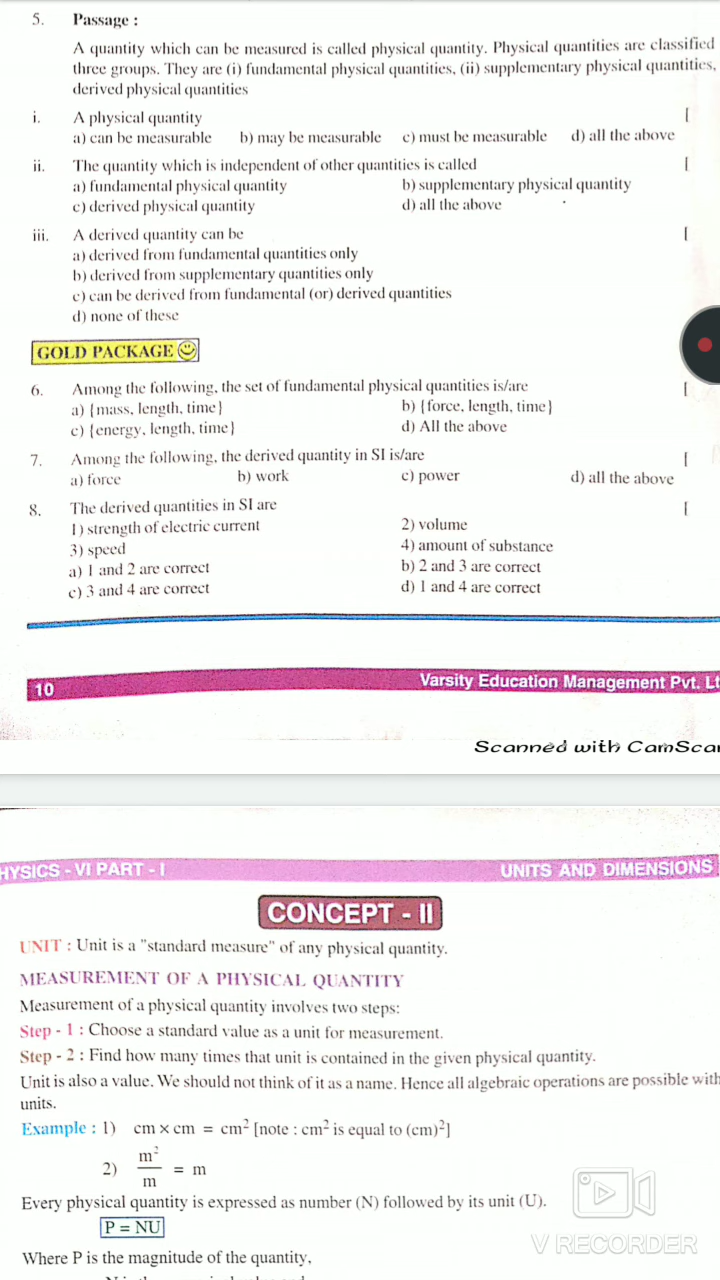 5. Passage :
A quantity which can be measured is called physical quantity. Physical quantities are classified
three groups. They are (i) fundamental physical quantities, (ii) supplementary physical quantities,
derived physical quantities
i. A physical quantity [
a) can be measurable b) may be measurable c) must be measurable d) all the above
ii. The quantity which is independent of other quantities is called [
a) fundamental physical quantity b) supplementary physical quantity
c) derived physical quantity d) all the above
iii. A derived quantity can be [
a) derived from fundamental quantities only
b) derived from supplementary quantities only
c) can be derived from fundamental (or) derived quantities
d) none of these
GOLD PACKAGE
6. Among the following, the set of fundamental physical quantities is/are [
a) {mass, length, time} b) {force, length, time}
c) {energy, length, time} d) All the above
7. Among the following, the derived quantity in SI is/are [
a) force b) work c) power d) all the above
8. The derived quantities in SI are [
1) strength of electric current 2) volume
3) speed 4) amount of substance
a) 1 and 2 are correct b) 2 and 3 are correct
c) 3 and 4 are correct d) 1 and 4 are correct
10 Varsity Education Management Pvt. Lt
Scanned with CamScan
HYSICS - VI PART - I UNITS AND DIMENSIONS
CONCEPT - II
UNIT : Unit is a "standard measure" of any physical quantity.
MEASUREMENT OF A PHYSICAL QUANTITY
Measurement of a physical quantity involves two steps:
Step - 1 : Choose a standard value as a unit for measurement.
Step - 2 : Find how many times that unit is contained in the given physical quantity.
Unit is also a value. We should not think of it as a name. Hence all algebraic operations are possible with
units.
Example : 1) cm × cm = cm² [note : cm² is equal to (cm)²]
2) m²/m = m
Every physical quantity is expressed as number (N) followed by its unit (U).
P = NU
Where P is the magnitude of the quantity,
V RECORDER